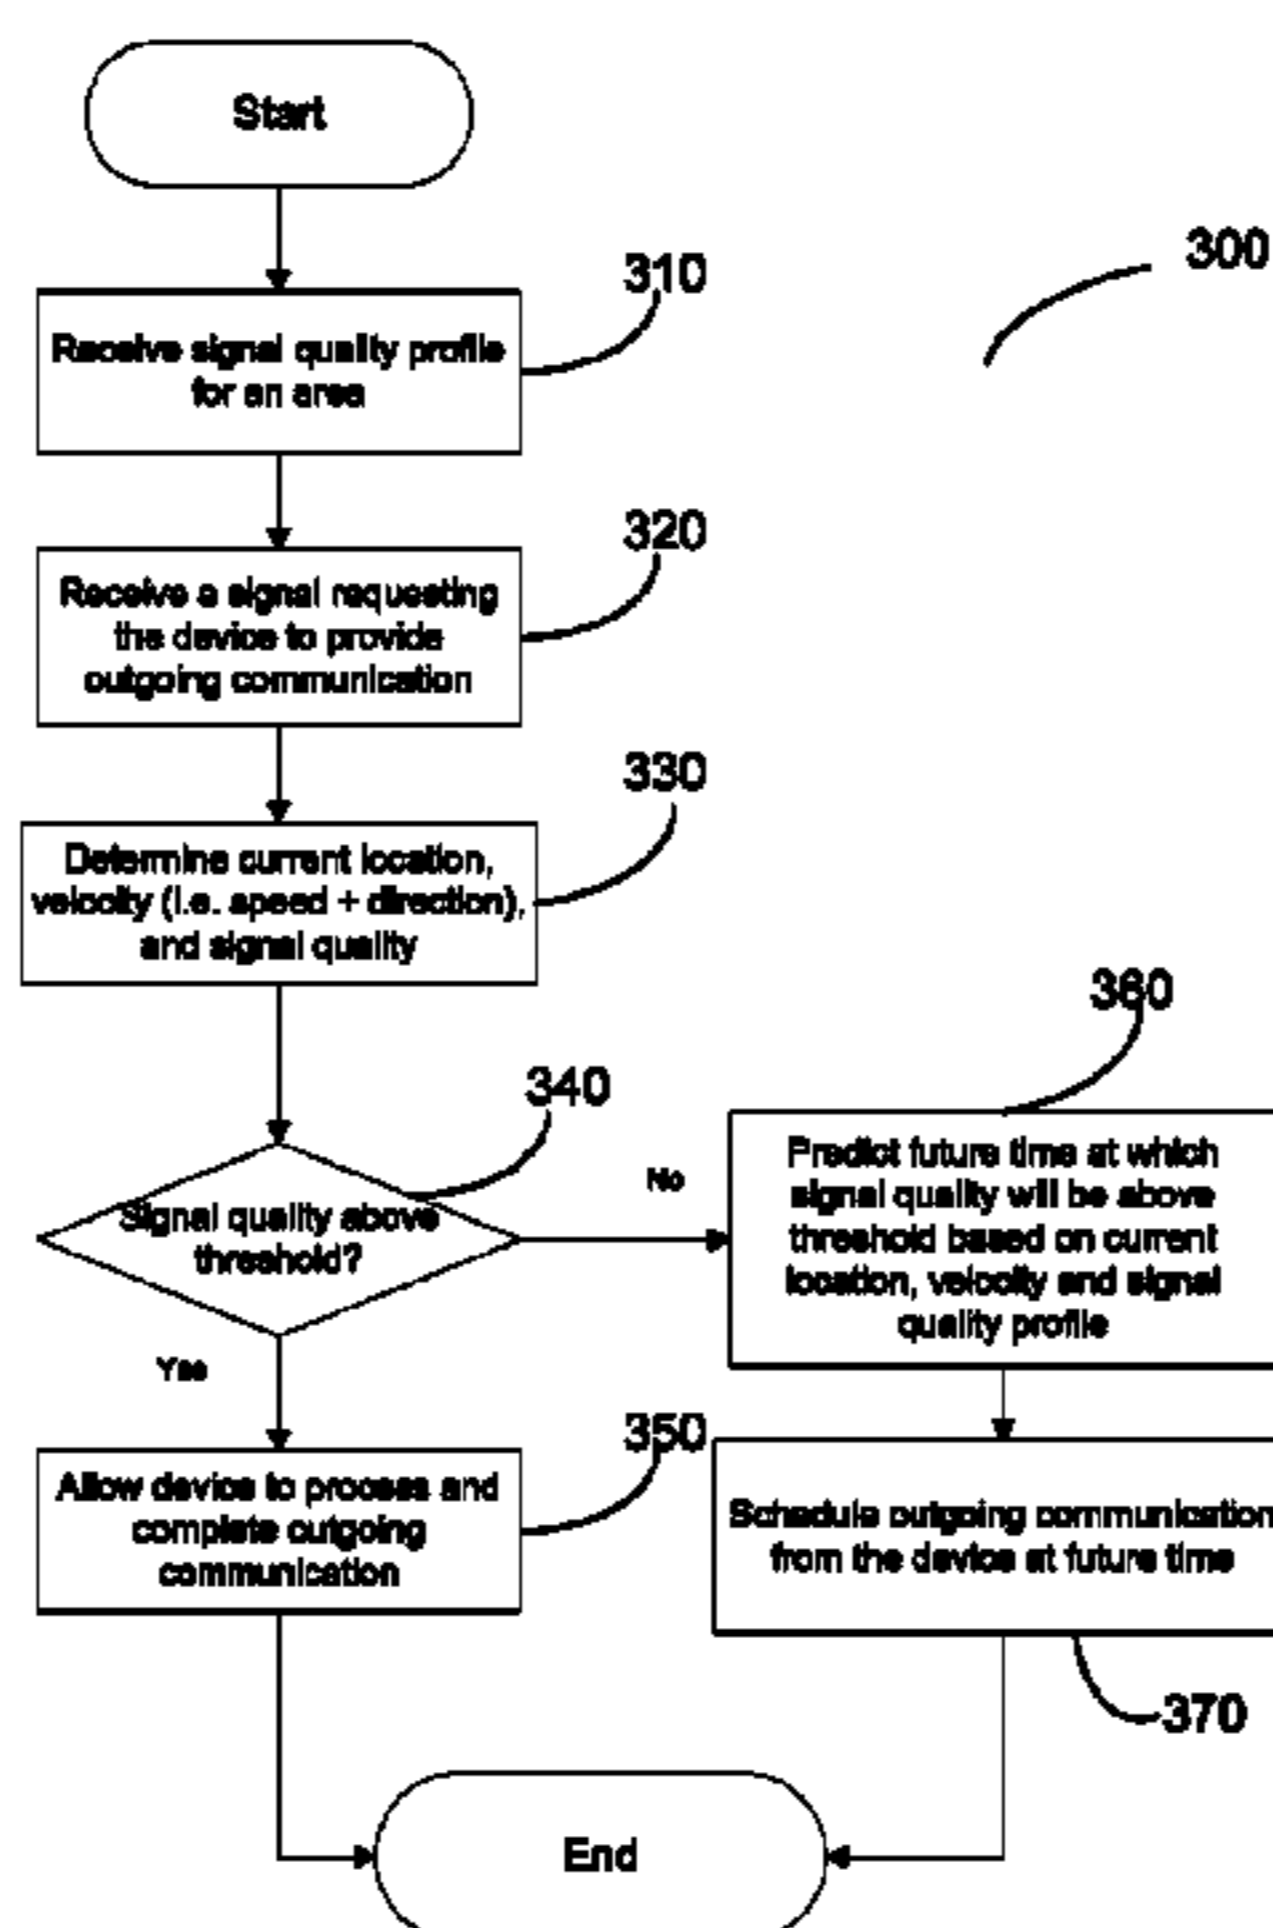 Start
300
310
Receive signal quality profile
for an area
320
Receive a signal requesting
the device to provide
outgoing communication
330
Determine current location,
velocity (i.e. speed + direction),
and signal quality
340
Signal quality above
threshold?
No
Yes
360
Predict future time at which
signal quality will be above
threshold based on current
location, velocity and signal
quality profile
350
Allow device to process and
complete outgoing
communication
Schedule outgoing communication
from the device at future time
370
End